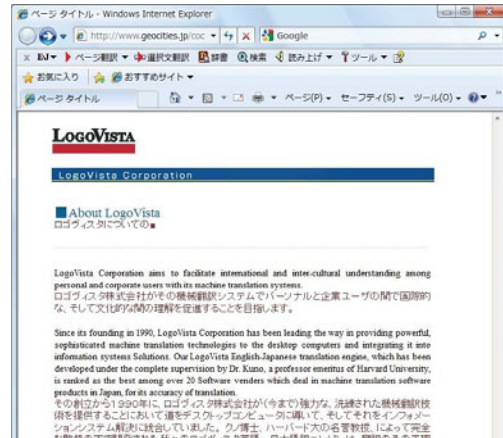 ページ タイトル - Windows Internet Explorer
http://www.geocities.jp/coc
Google
ページ翻訳 選択文翻訳 辞書 検索 読み上げ ツール
お気に入り おすすめサイト
ページ タイトル ページ(P) セーフティ(S) ツール(O)
LOGOVISTA
LogoVista Corporation
About LogoVista
ロゴヴィスタについての■
LogoVista Corporation aims to facilitate international and inter-cultural understanding among
personal and corporate users with its machine translation systems.
ロゴヴィスタ株式会社がその機械翻訳システムでパーソナルと企業ユーザの間で国際的
な、そして文化的な間の理解を促進することを目指します。
Since its founding in 1990, LogoVista Corporation has been leading the way in providing powerful,
sophisticated machine translation technologies to the desktop computers and integrating it into
information systems Solutions. Our LogoVista English-Japanese translation engine, which has been
developed under the complete supervision by Dr. Kuno, a professor emeritus of Harvard University,
is ranked as the best among over 20 Software venders which deal in machine translation software
products in Japan, for its accuracy of translation.
その創立から1990年に、ロゴヴィスタ株式会社が(今まで)強力な、洗練された機械翻訳技
術を提供することにおいて道をデスクトップコンピュータに導いて、そしてそれをインフォメー
ションシステム解決に統合していました。クノ博士、ハーバード大の名誉教授、によって完全